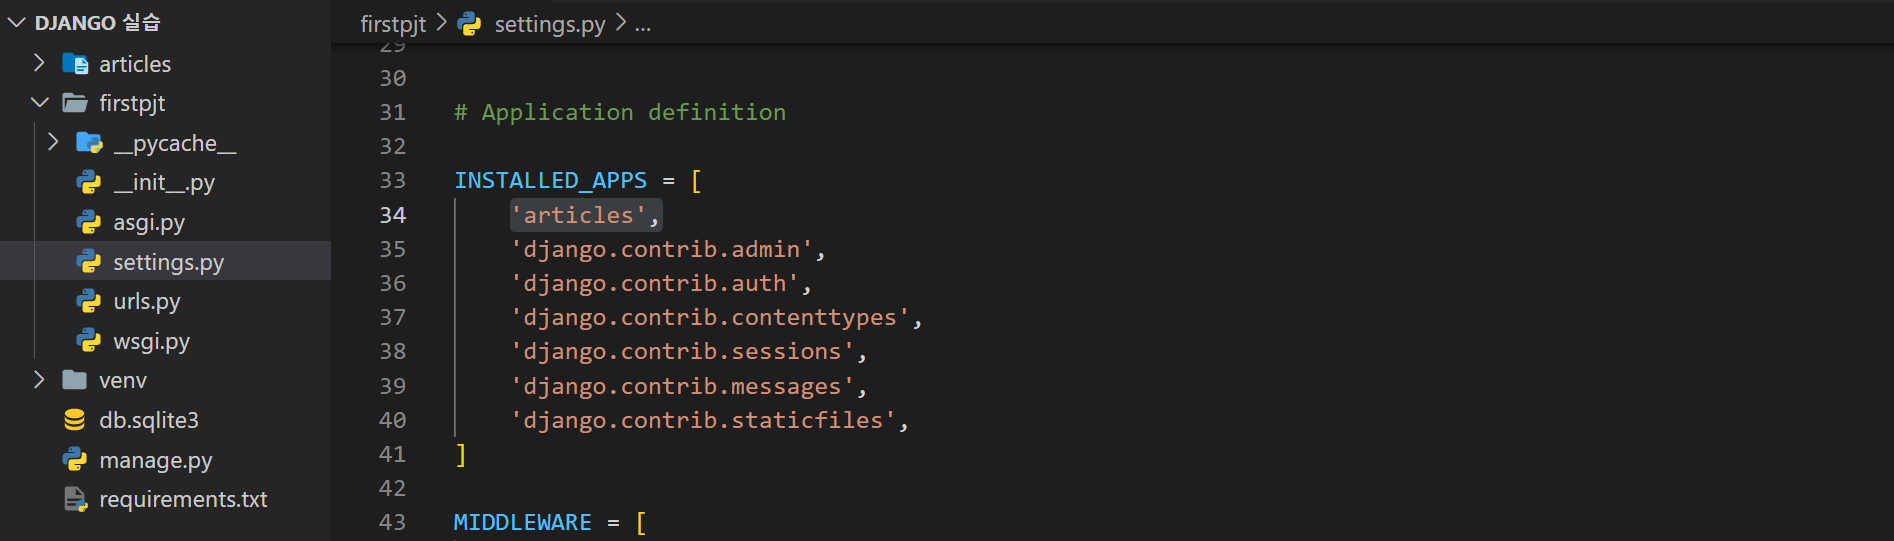 DJANGO 실습
articles
firstpjt
__pycache__
__init__.py
asgi.py
settings.py
urls.py
wsgi.py
venv
db.sqlite3
manage.py
requirements.txt
firstpjt > settings.py > ...
29
30
31 # Application definition
32
33 INSTALLED_APPS = [
34     'articles',
35     'django.contrib.admin',
36     'django.contrib.auth',
37     'django.contrib.contenttypes',
38     'django.contrib.sessions',
39     'django.contrib.messages',
40     'django.contrib.staticfiles',
41 ]
42
43 MIDDLEWARE = [